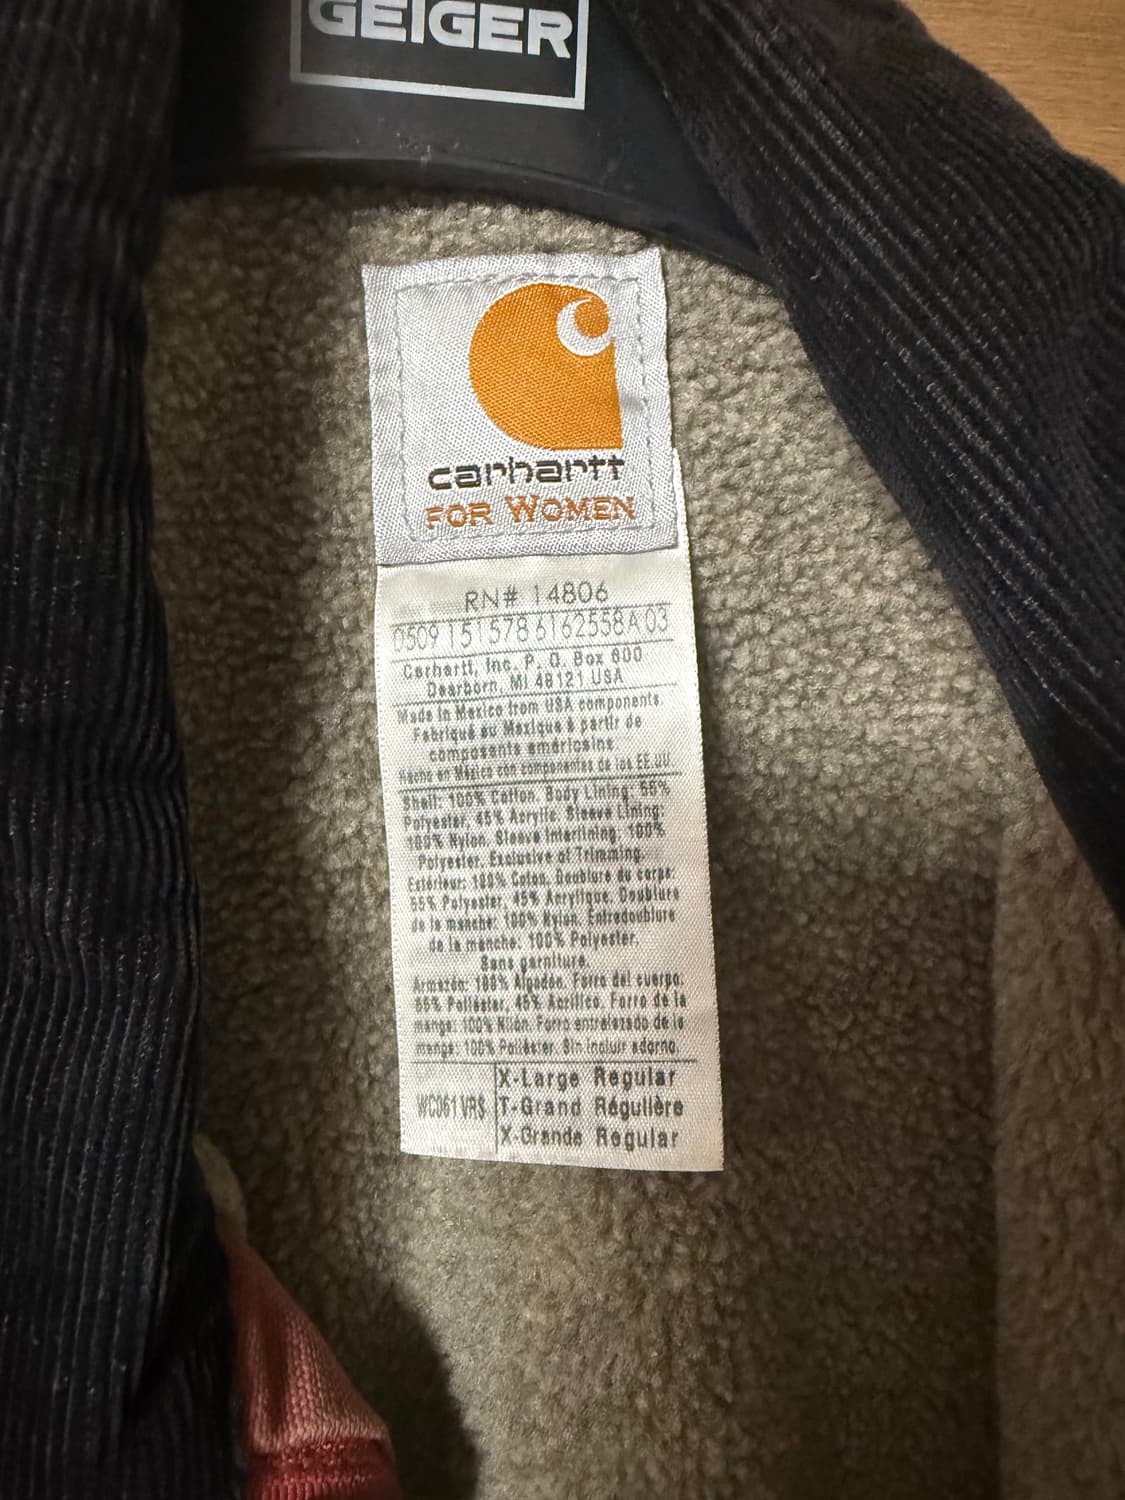 GEIGER
carhartt
FOR WOMEN
RN# 14806
0509 151578 6162558A 03
Carhartt, Inc. P. O. Box 600
Dearborn, MI 48121 USA
Made in Mexico from USA components.
Fabriqué au Mexique à partir de
composants américains.
Hecho en México con componentes de los EE.UU.
Shell: 100% Cotton. Body Lining: 55%
Polyester, 45% Acrylic. Sleeve Lining:
100% Nylon. Sleeve Interlining: 100%
Polyester. Exclusive of Trimming.
Extérieur: 100% Coton. Doublure du corps:
55% Polyester, 45% Acrylique. Doublure
de la manche: 100% Nylon. Entredoublure
de la manche: 100% Polyester.
Sans garniture.
Armazón: 100% Algodón. Forro del cuerpo:
55% Poliéster, 45% Acrílico. Forro de la
manga: 100% Nilón. Forro entrelazado de la
manga: 100% Poliéster. Sin incluir adorno.
X-Large Regular
WC061 VRS T-Grand Régulière
X-Grande Regular